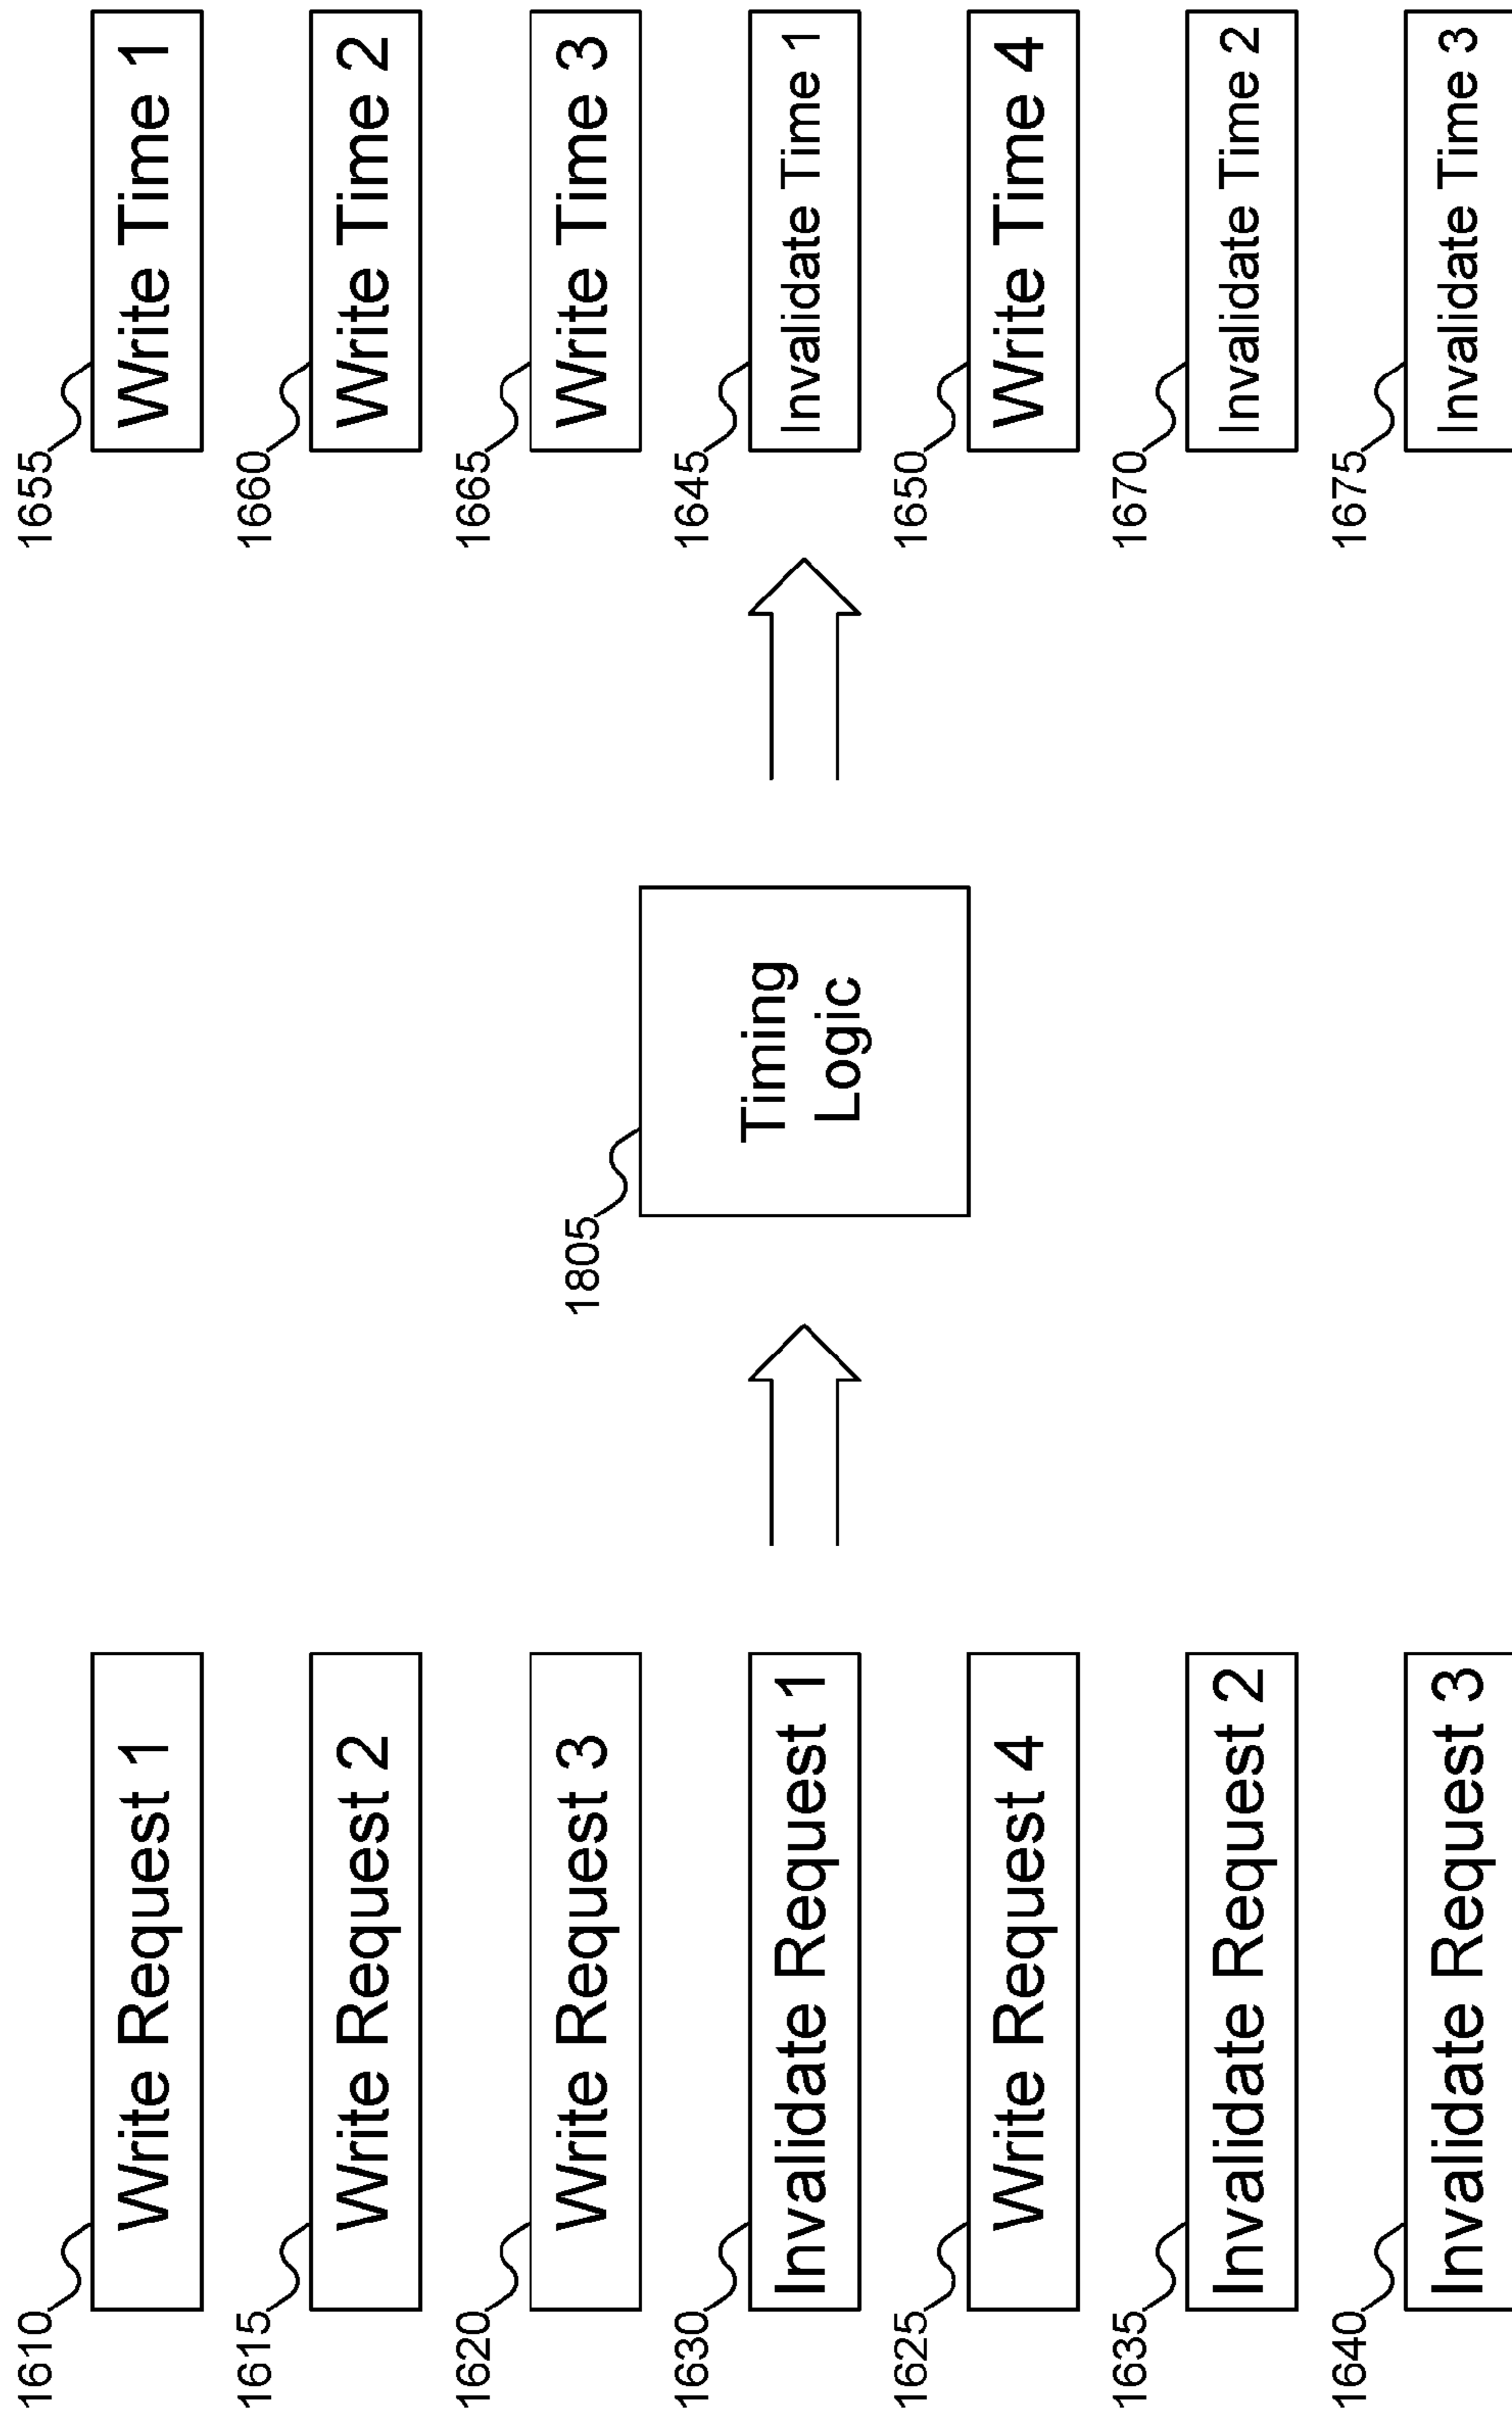 1610
Write Request 1
1615
Write Request 2
1620
Write Request 3
1630
Invalidate Request 1
1625
Write Request 4
1635
Invalidate Request 2
1640
Invalidate Request 3
1805
Timing
Logic
1655
Write Time 1
1660
Write Time 2
1665
Write Time 3
1645
Invalidate Time 1
1650
Write Time 4
1670
Invalidate Time 2
1675
Invalidate Time 3